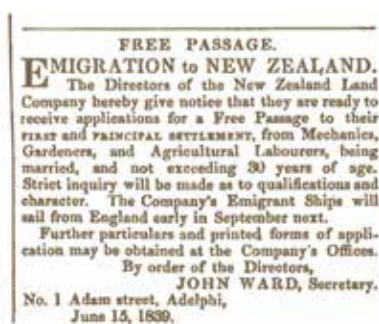 FREE PASSAGE.
EMIGRATION to NEW ZEALAND.
The Directors of the New Zealand Land
Company hereby give notice that they are ready to
receive applications for a Free Passage to their
FIRST and PRINCIPAL SETTLEMENT, from Mechanics,
Gardeners, and Agricultural Labourers, being
married, and not exceeding 30 years of age.
Strict inquiry will be made as to qualifications and
character. The Company's Emigrant Ships will
sail from England early in September next.
Further particulars and printed forms of appli-
cation may be obtained at the Company's Offices.
By order of the Directors,
JOHN WARD, Secretary.
No. 1 Adam street, Adelphi,
June 15, 1839.